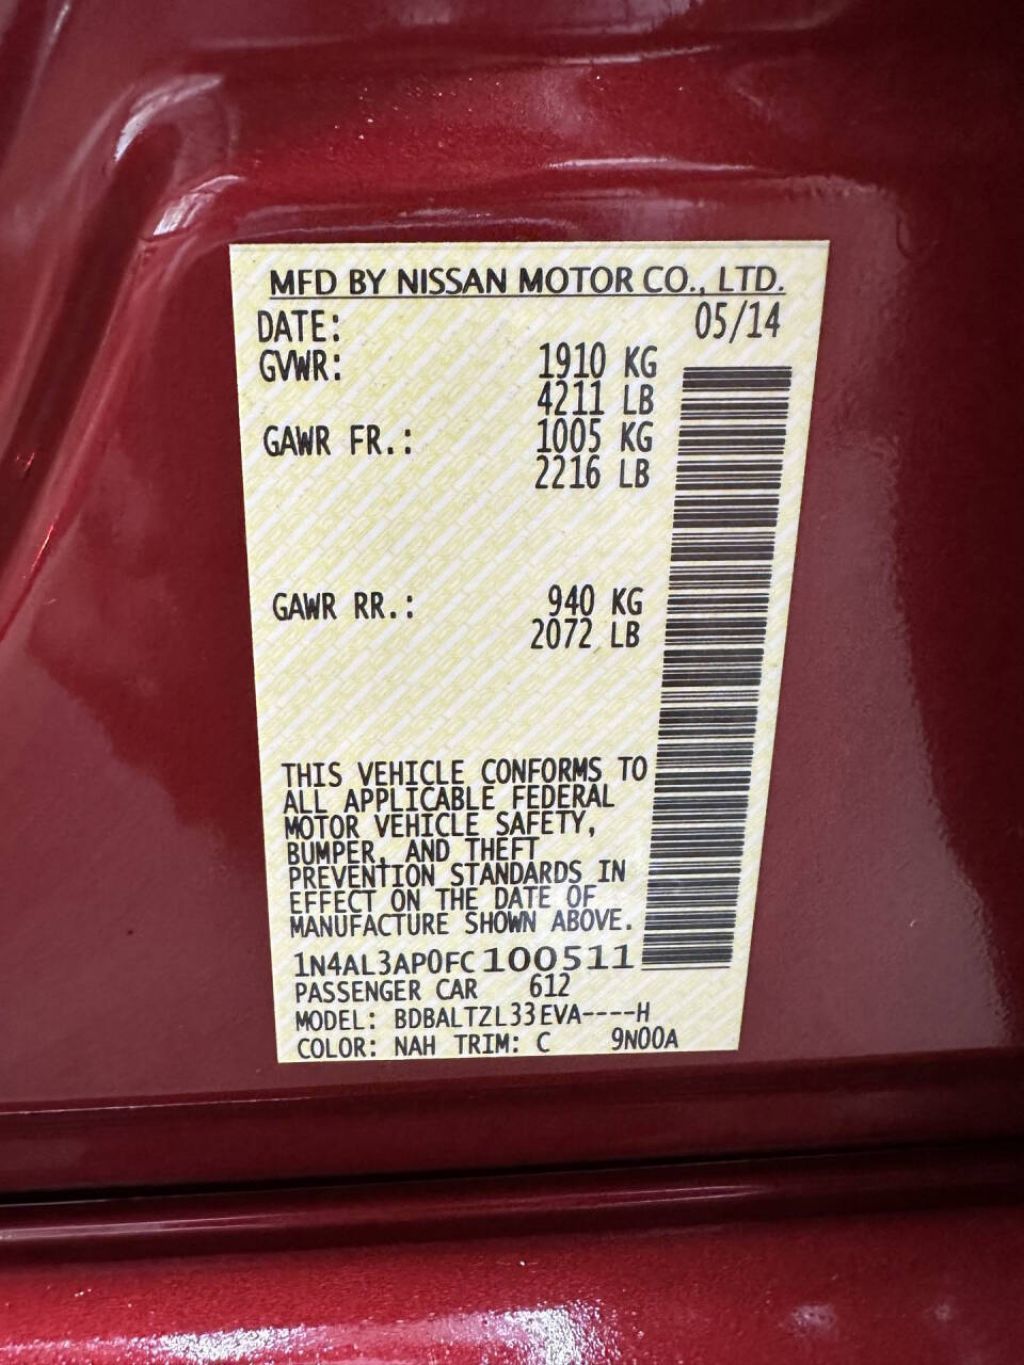 MFD BY NISSAN MOTOR CO., LTD.
DATE: 05/14
GVWR: 1910 KG
4211 LB
GAWR FR.: 1005 KG
2216 LB
GAWR RR.: 940 KG
2072 LB
THIS VEHICLE CONFORMS TO
ALL APPLICABLE FEDERAL
MOTOR VEHICLE SAFETY,
BUMPER, AND THEFT
PREVENTION STANDARDS IN
EFFECT ON THE DATE OF
MANUFACTURE SHOWN ABOVE.
1N4AL3AP0FC100511
PASSENGER CAR 612
MODEL: BDBALTZL33EVA----H
COLOR: NAH TRIM: C 9N00A